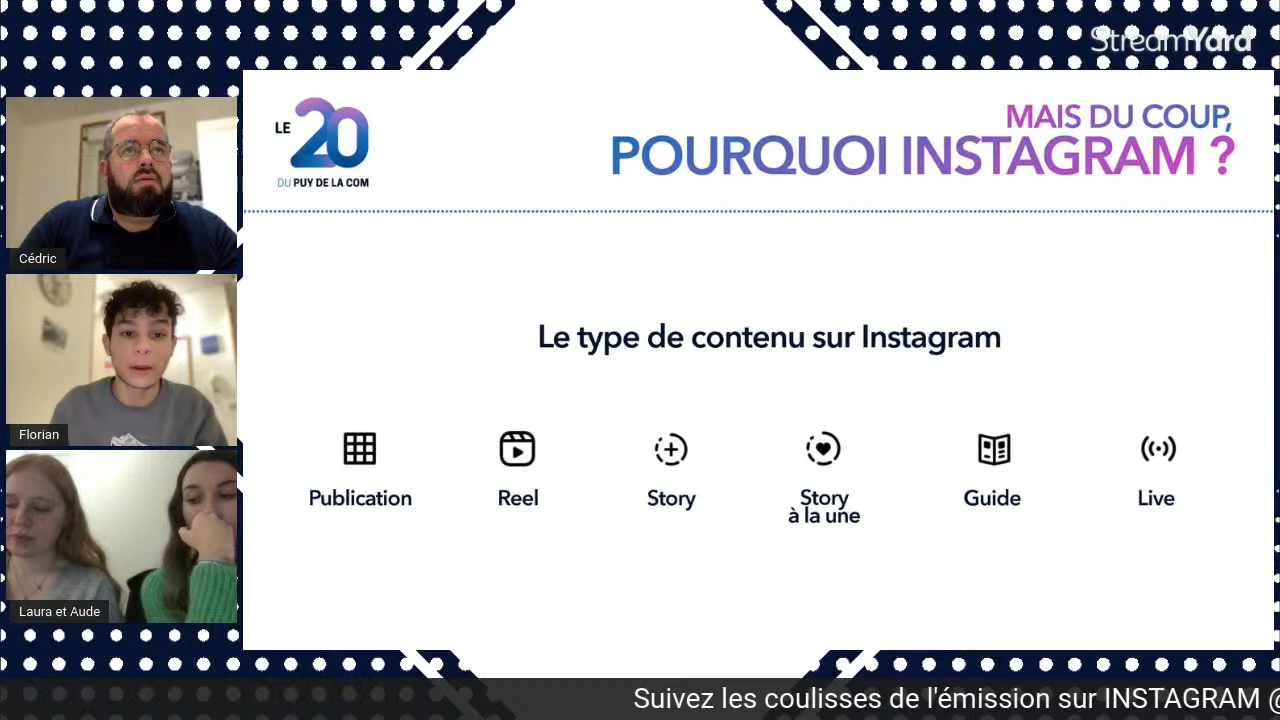 StreamYard
LE 20
DU PUY DE LA COM
MAIS DU COUP,
POURQUOI INSTAGRAM ?
Cédric
Florian
Laura et Aude
Le type de contenu sur Instagram
Publication
Reel
Story
Story
à la une
Guide
Live
Suivez les coulisses de l'émission sur INSTAGRAM @